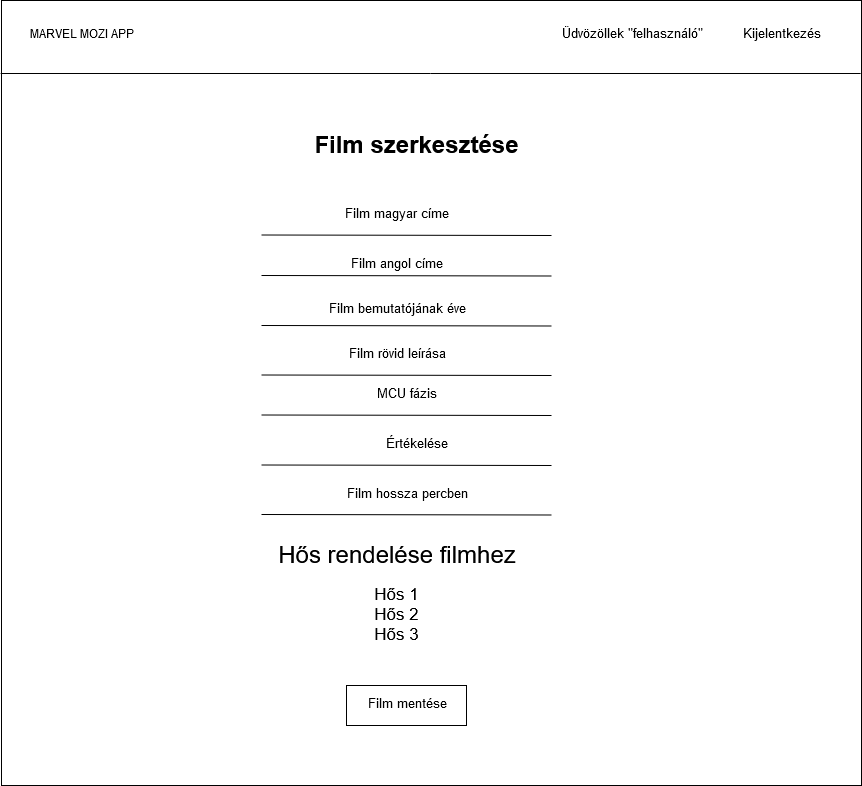 MARVEL MOZI APP
Üdvözöllek "felhasználó"
Kijelentkezés
Film szerkesztése
Film magyar címe
Film angol címe
Film bemutatójának éve
Film rövid leírása
MCU fázis
Értékelése
Film hossza percben
Hős rendelése filmhez
Hős 1
Hős 2
Hős 3
Film mentése